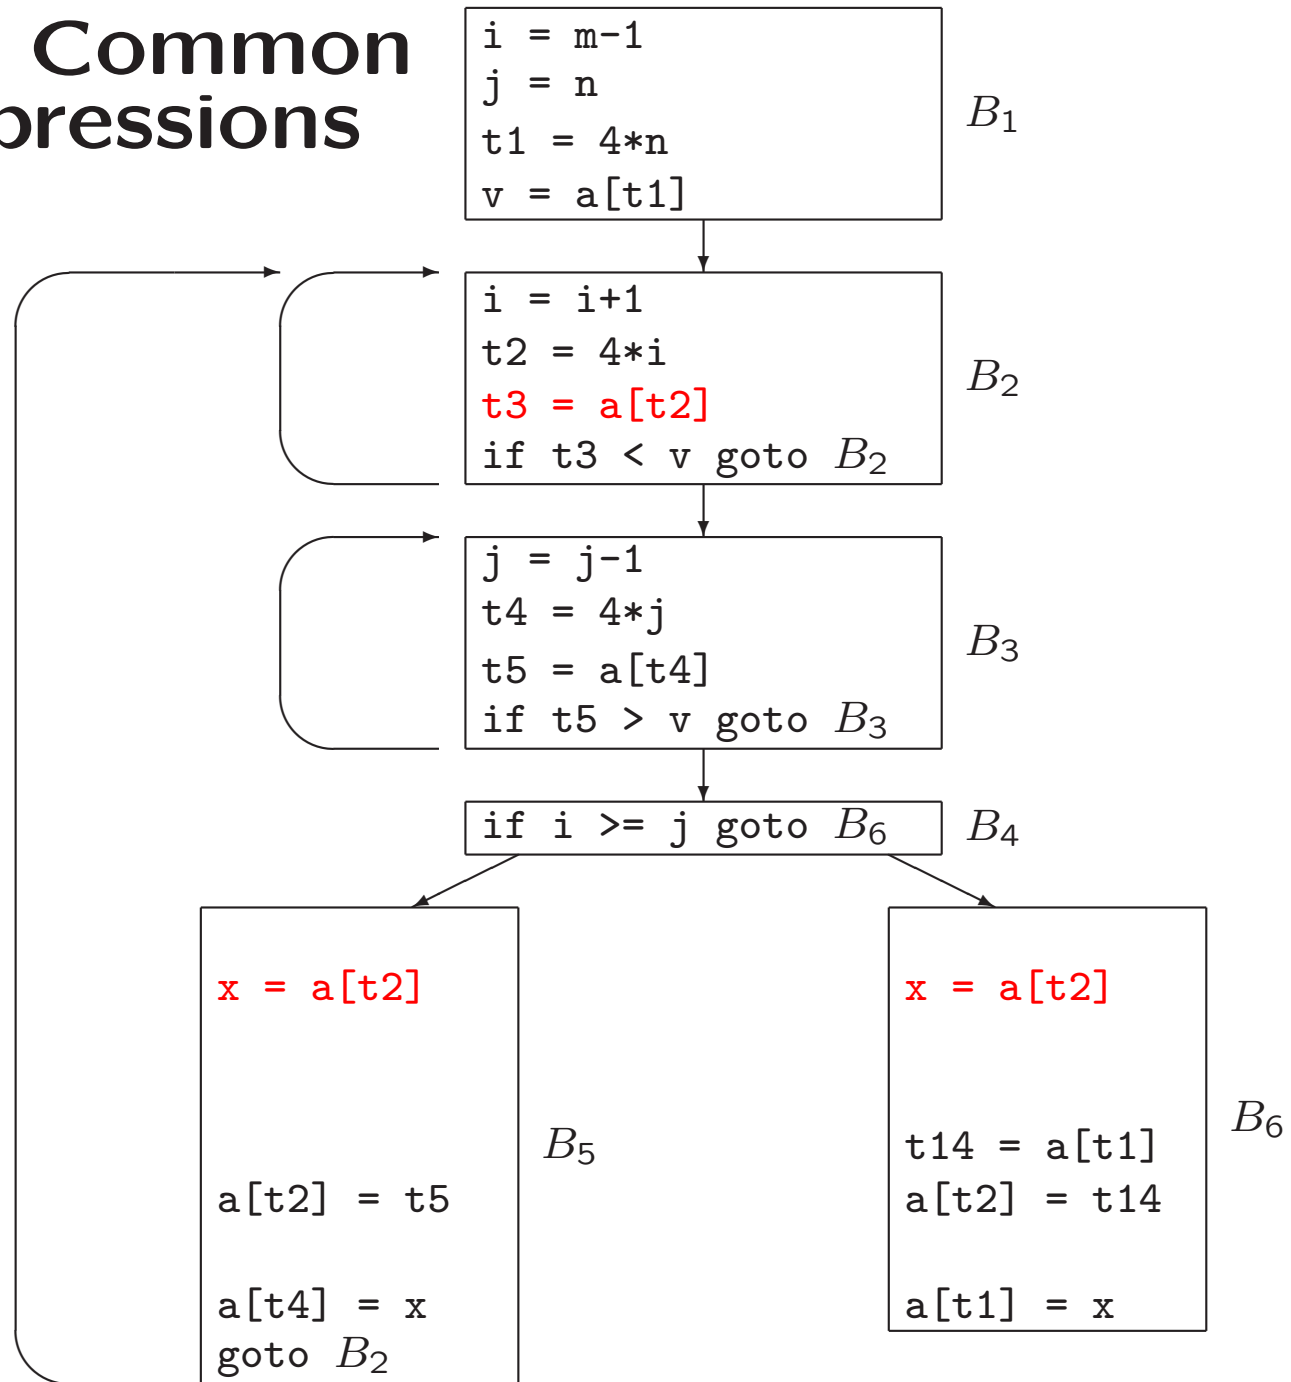 Common
pressions
i = m-1
j = n
t1 = 4*n
v = a[t1]
B1
i = i+1
t2 = 4*i
t3 = a[t2]
if t3 < v goto B2
B2
j = j-1
t4 = 4*j
t5 = a[t4]
if t5 > v goto B3
B3
if i >= j goto B6
B4
x = a[t2]
a[t2] = t5
a[t4] = x
goto B2
B5
x = a[t2]
t14 = a[t1]
a[t2] = t14
a[t1] = x
B6